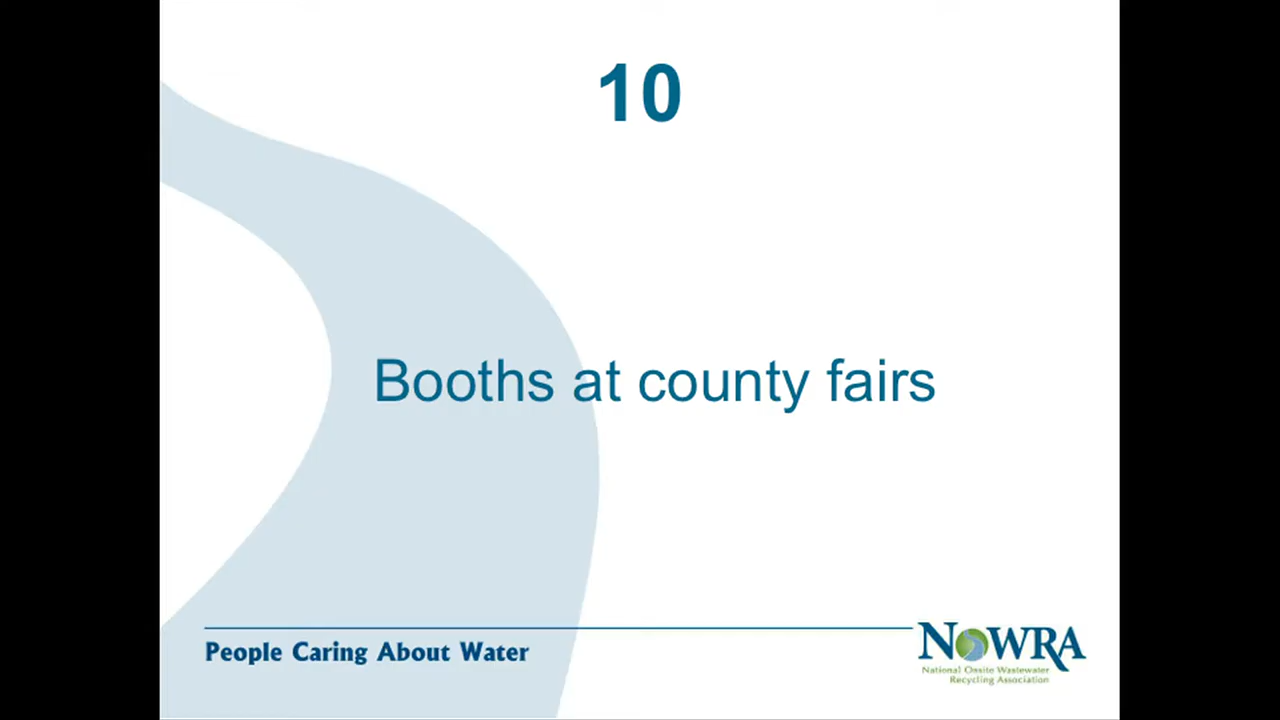 10
Booths at county fairs
People Caring About Water
NOWRA
National Onsite Wastewater
Recycling Association